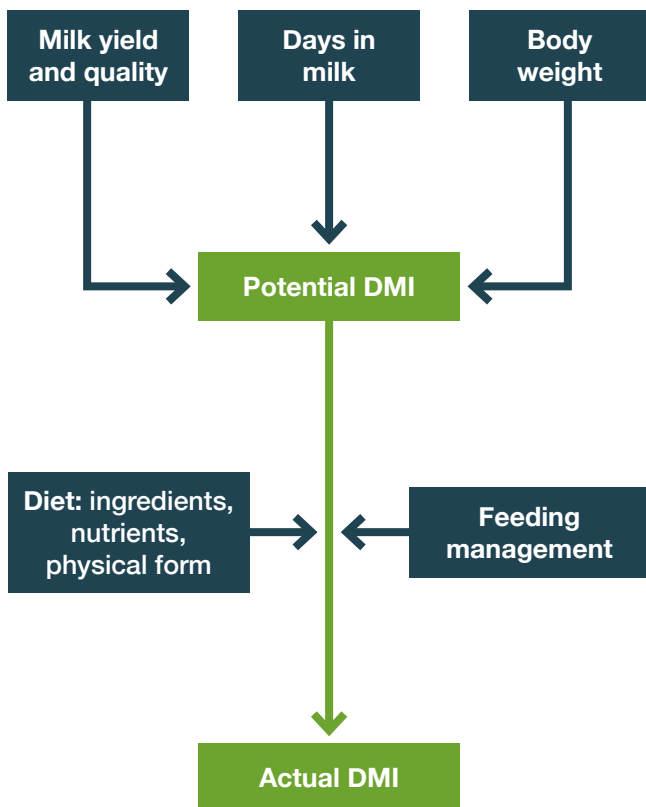 Milk yield
and quality
Days in
milk
Body
weight
Potential DMI
Diet: ingredients,
nutrients,
physical form
Feeding
management
Actual DMI